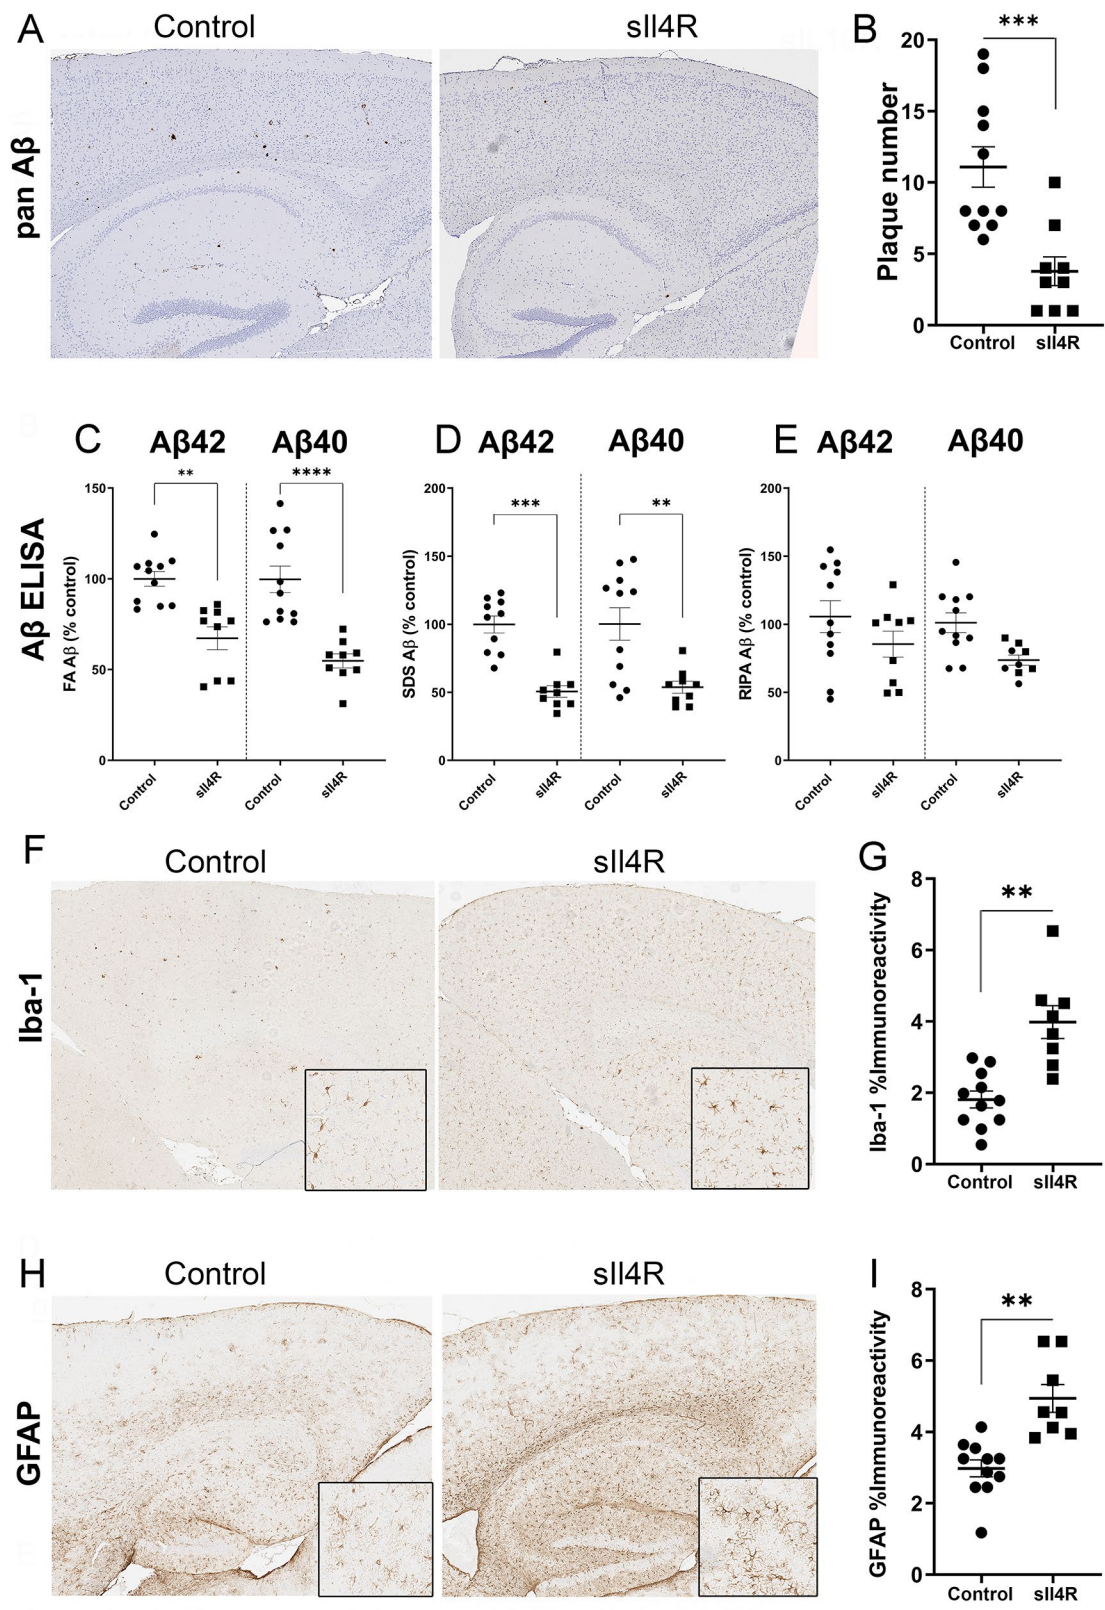 A
Control
sIl4R
pan Aβ
B
***
Plaque number
20
15
10
5
0
Control
sIl4R
Aβ ELISA
C
Aβ42
Aβ40
**
****
FA Aβ (% control)
150
100
50
0
Control
sIl4R
Control
sIl4R
D
Aβ42
Aβ40
***
**
SDS Aβ (% control)
200
150
100
50
0
Control
sIl4R
Control
sIl4R
E
Aβ42
Aβ40
RIPA Aβ (% control)
200
150
100
50
0
Control
sIl4R
Control
sIl4R
F
Control
sIl4R
Iba-1
G
**
Iba-1 %Immunoreactivity
8
6
4
2
0
Control
sIl4R
H
Control
sIl4R
GFAP
I
**
GFAP %Immunoreactivity
8
6
4
2
0
Control
sIl4R